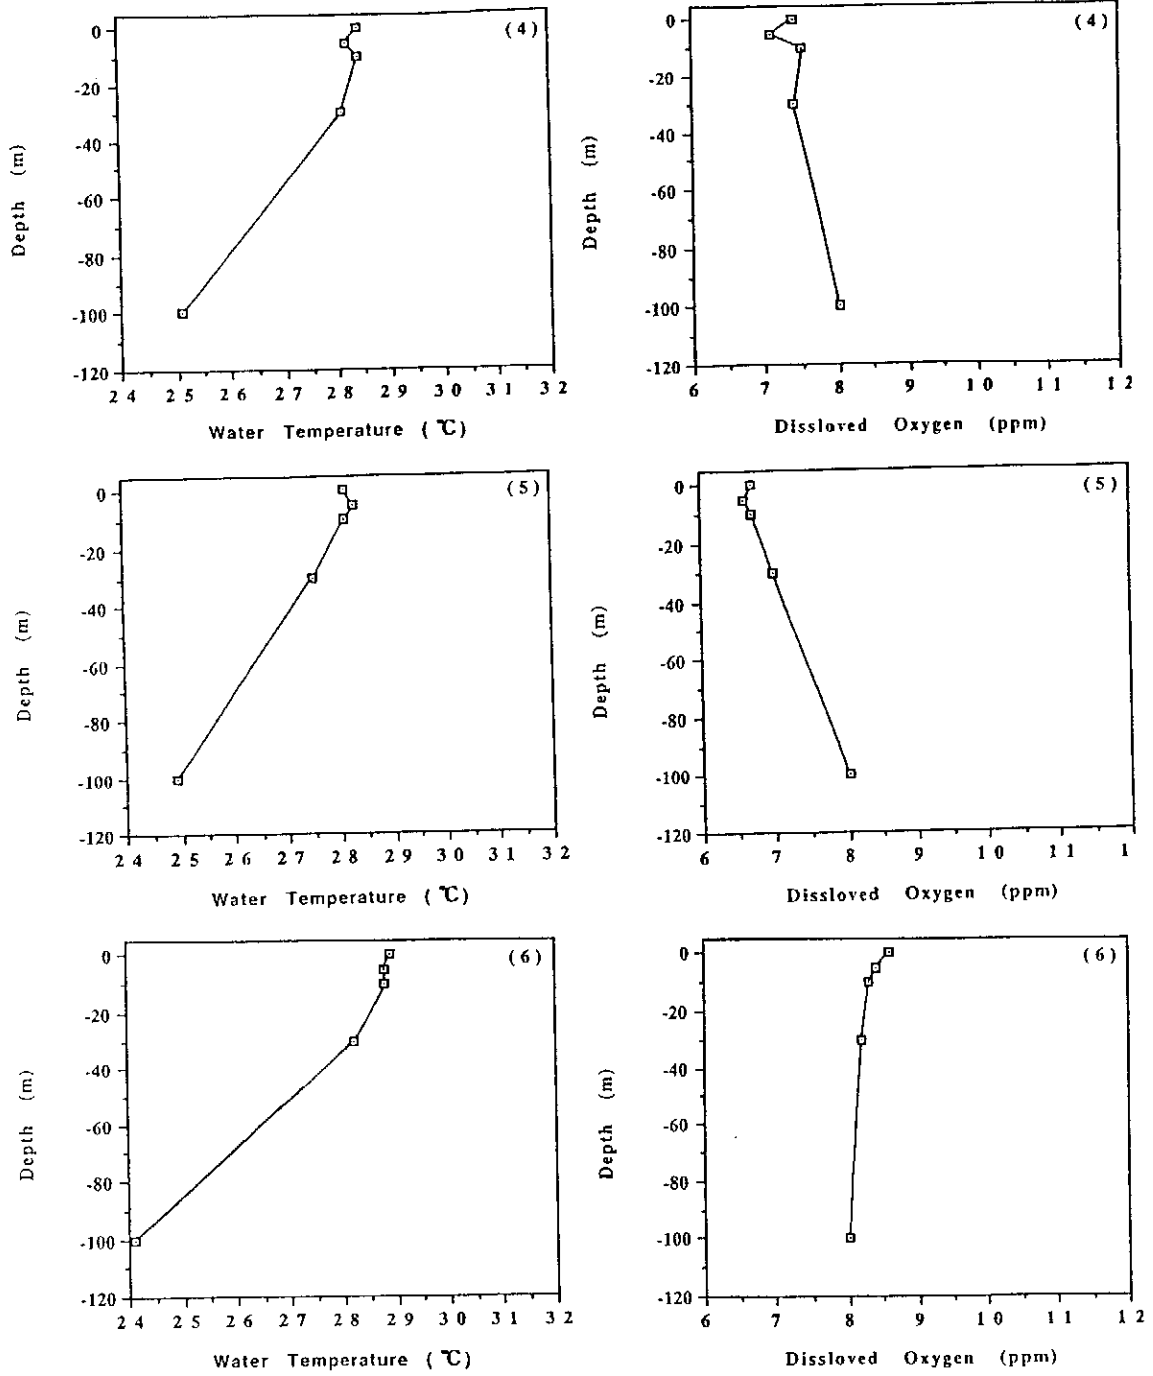 (4)
0
-20
-40
-60
-80
-100
-120
Depth (m)
24 25 26 27 28 29 30 31 32
Water Temperature (℃)
(4)
0
-20
-40
-60
-80
-100
-120
Depth (m)
6 7 8 9 10 11 12
Dissloved Oxygen (ppm)
(5)
0
-20
-40
-60
-80
-100
-120
Depth (m)
24 25 26 27 28 29 30 31 32
Water Temperature (℃)
(5)
0
-20
-40
-60
-80
-100
-120
Depth (m)
6 7 8 9 10 11 1
Dissloved Oxygen (ppm)
(6)
0
-20
-40
-60
-80
-100
-120
Depth (m)
24 25 26 27 28 29 30 31 32
Water Temperature (℃)
(6)
0
-20
-40
-60
-80
-100
-120
Depth (m)
6 7 8 9 10 11 12
Dissloved Oxygen (ppm)